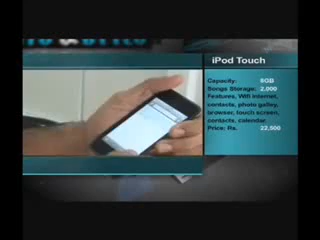 iPod Touch
Capacity: 8GB
Songs Storage: 2,000
Features, Wifi internet,
contacts, photo galley,
browser, touch screen,
contacts, calendar.
Price: Rs. 22,500